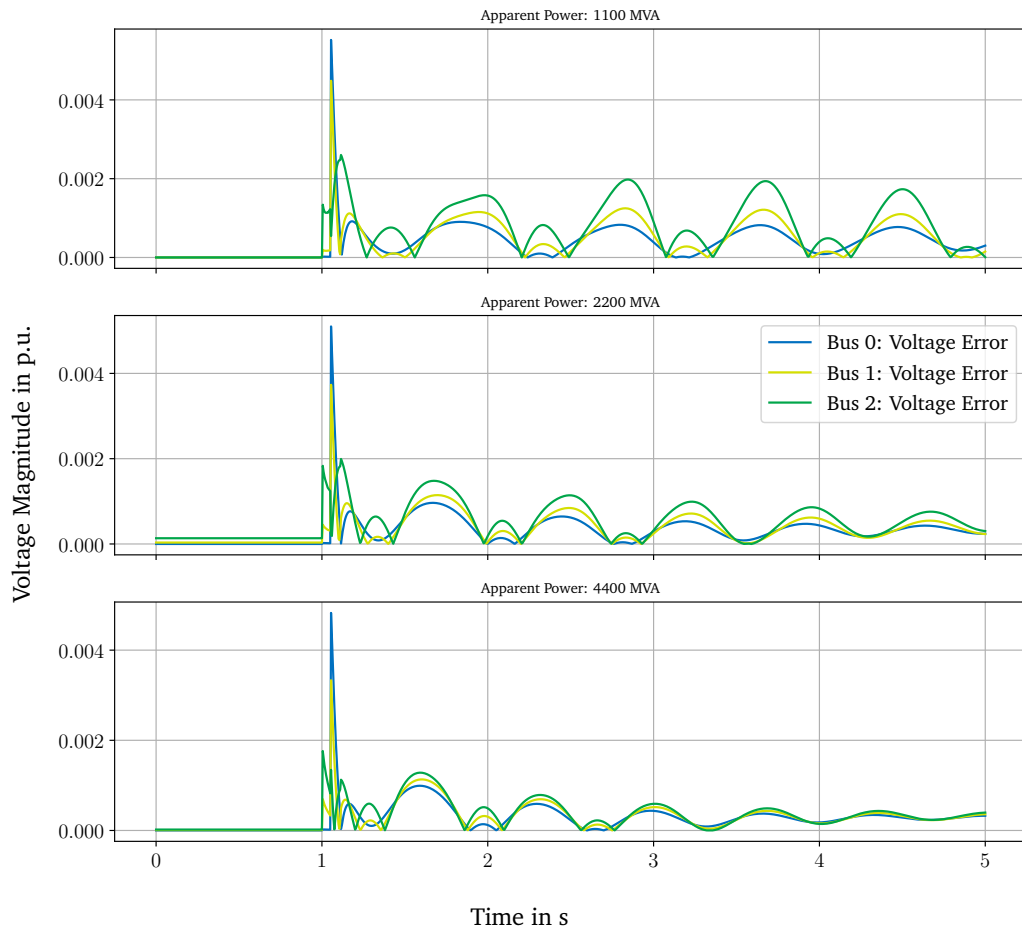 Apparent Power: 1100 MVA
0.004
0.002
0.000
Apparent Power: 2200 MVA
Bus 0: Voltage Error
Bus 1: Voltage Error
Bus 2: Voltage Error
0.004
0.002
0.000
Voltage Magnitude in p.u.
Apparent Power: 4400 MVA
0.004
0.002
0.000
0 1 2 3 4 5
Time in s